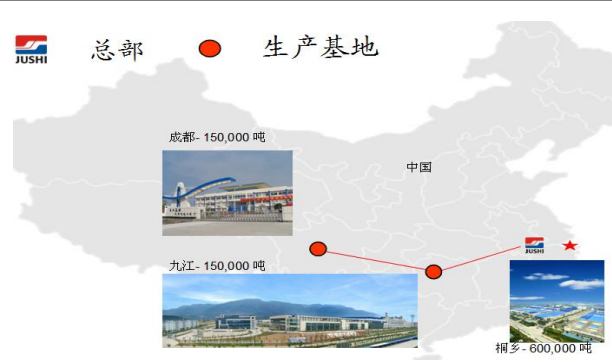 JUSHI 总部 生产基地
成都- 150,000 吨
中国
JUSHI
九江- 150,000 吨
桐乡- 600,000 吨